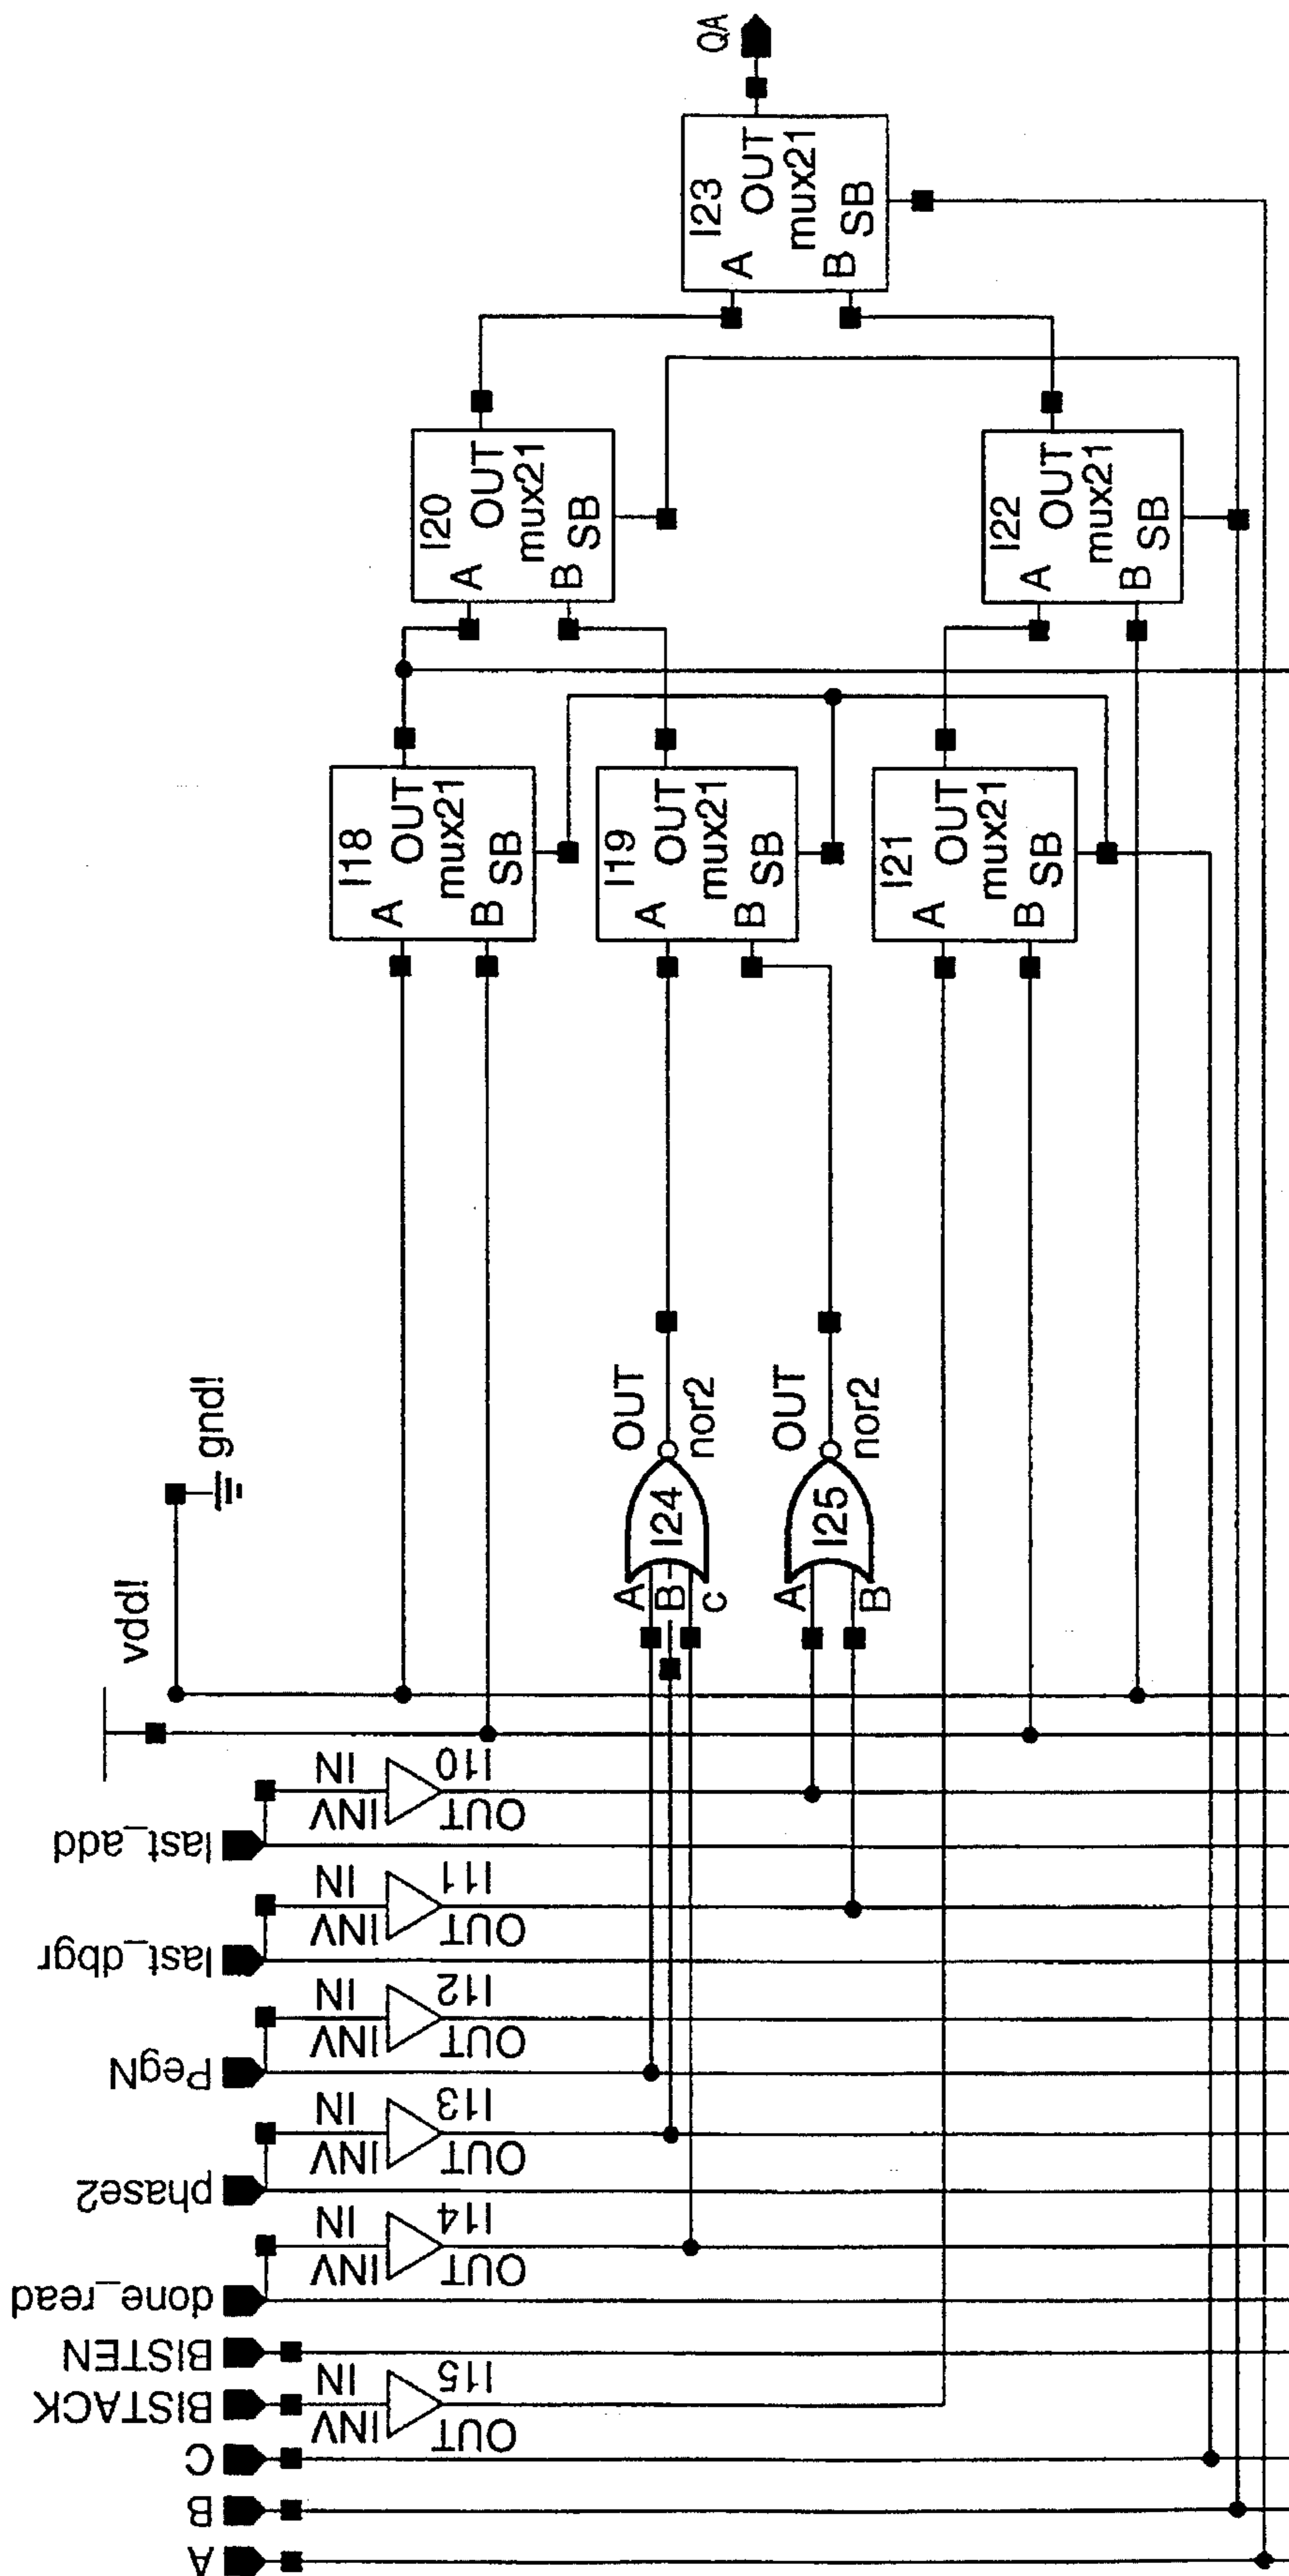 QA
I23
OUT
mux21
A
B
SB
I20
OUT
mux21
A
B
SB
I22
OUT
mux21
A
B
SB
I18
OUT
mux21
A
B
SB
I19
OUT
mux21
A
B
SB
I21
OUT
mux21
A
B
SB
OUT
nor2
I24
A
B
C
OUT
nor2
I25
A
B
gnd!
vdd!
last_add
IN
INV
I10
OUT
last_dbgr
IN
INV
I11
OUT
PegN
IN
INV
I12
OUT
phase2
IN
INV
I13
OUT
done_read
IN
INV
I14
OUT
BISTEN
BISTACK
IN
INV
I15
OUT
C
B
A